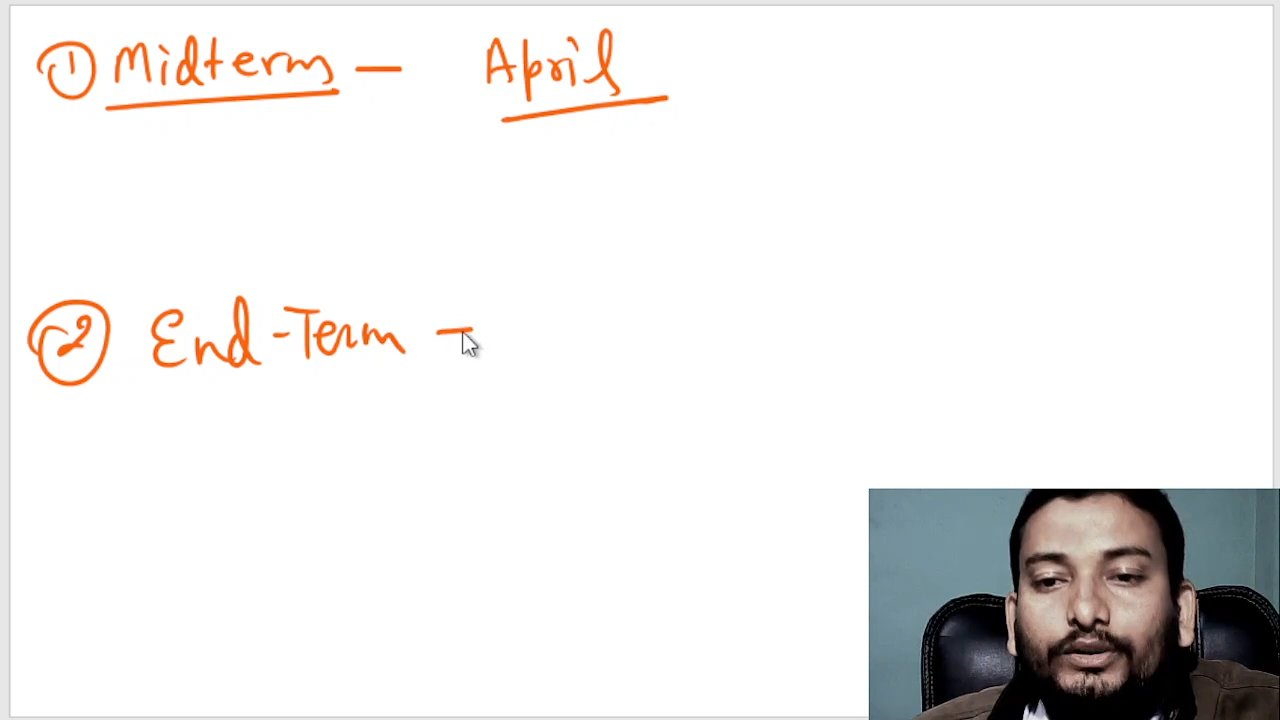 ① Midterm – April
② End-Term –